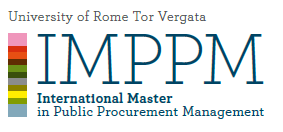 University of Rome Tor Vergata
IMPPM
International Master
in Public Procurement Management